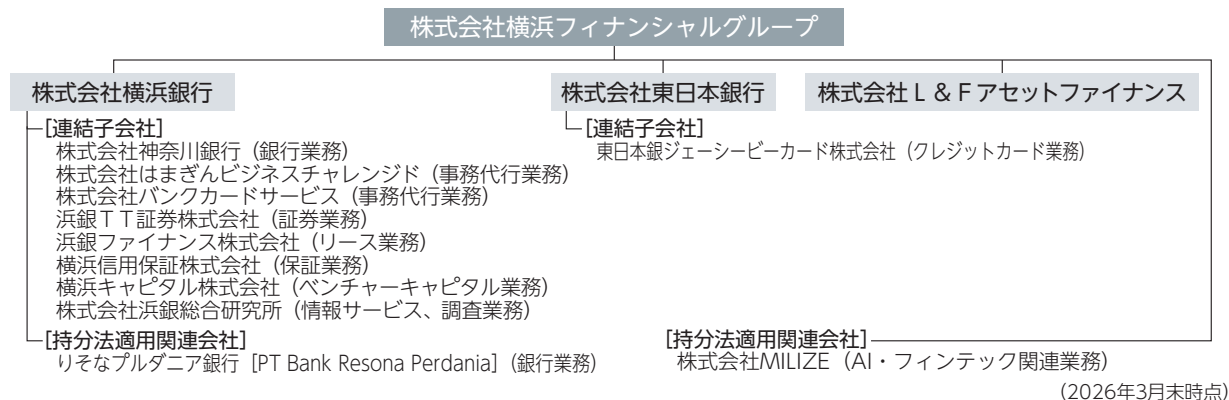 株式会社横浜フィナンシャルグループ
株式会社横浜銀行
[連結子会社]
株式会社神奈川銀行（銀行業務）
株式会社はまぎんビジネスチャレンジド（事務代行業務）
株式会社バンクカードサービス（事務代行業務）
浜銀ＴＴ証券株式会社（証券業務）
浜銀ファイナンス株式会社（リース業務）
横浜信用保証株式会社（保証業務）
横浜キャピタル株式会社（ベンチャーキャピタル業務）
株式会社浜銀総合研究所（情報サービス、調査業務）
[持分法適用関連会社]
りそなプルダニア銀行［PT Bank Resona Perdania］（銀行業務）
株式会社東日本銀行
[連結子会社]
東日本銀ジェーシービーカード株式会社（クレジットカード業務）
株式会社Ｌ＆Ｆアセットファイナンス
[持分法適用関連会社]
株式会社MILIZE（AI・フィンテック関連業務）
（2026年3月末時点）